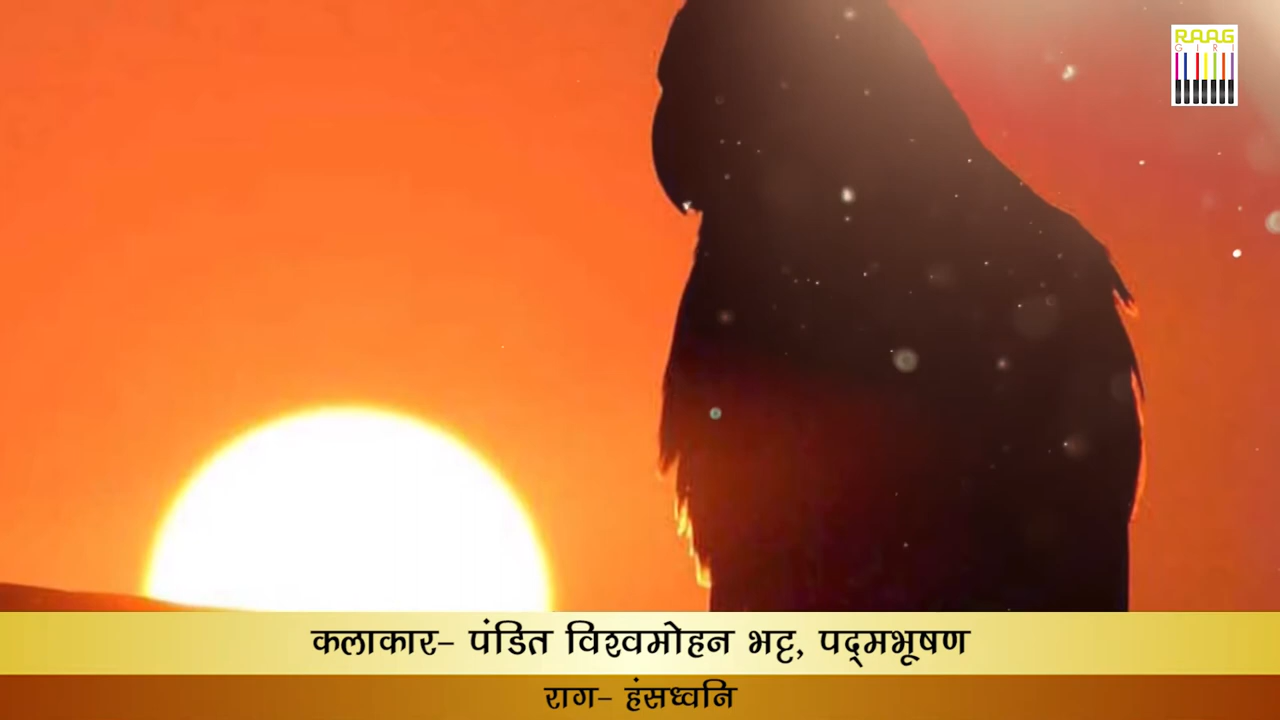 RAAG
GIRI
कलाकार- पंडित विश्वमोहन भट्ट, पद्मभूषण
राग- हंसध्वनि